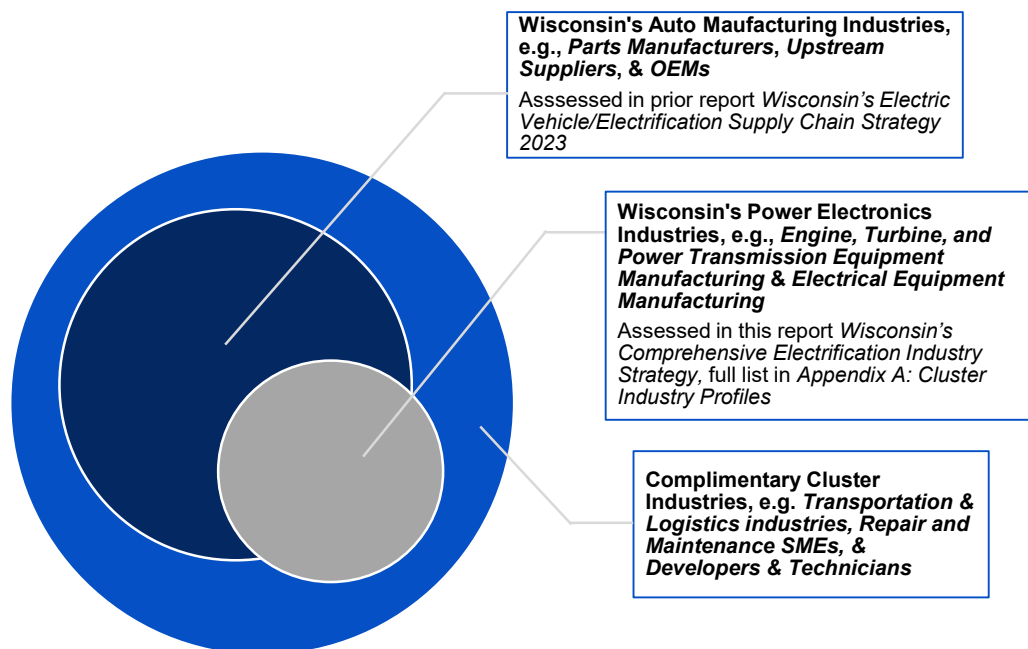 Wisconsin's Auto Maufacturing Industries,
e.g., Parts Manufacturers, Upstream
Suppliers, & OEMs
Asssessed in prior report Wisconsin’s Electric
Vehicle/Electrification Supply Chain Strategy
2023
Wisconsin's Power Electronics
Industries, e.g., Engine, Turbine, and
Power Transmission Equipment
Manufacturing & Electrical Equipment
Manufacturing
Assessed in this report Wisconsin’s
Comprehensive Electrification Industry
Strategy, full list in Appendix A: Cluster
Industry Profiles
Complimentary Cluster
Industries, e.g. Transportation &
Logistics industries, Repair and
Maintenance SMEs, &
Developers & Technicians